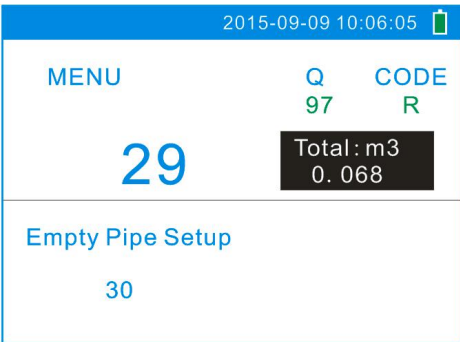 2015-09-09 10:06:05
MENU Q CODE
97 R
29
Total:m3
0.068
Empty Pipe Setup
30